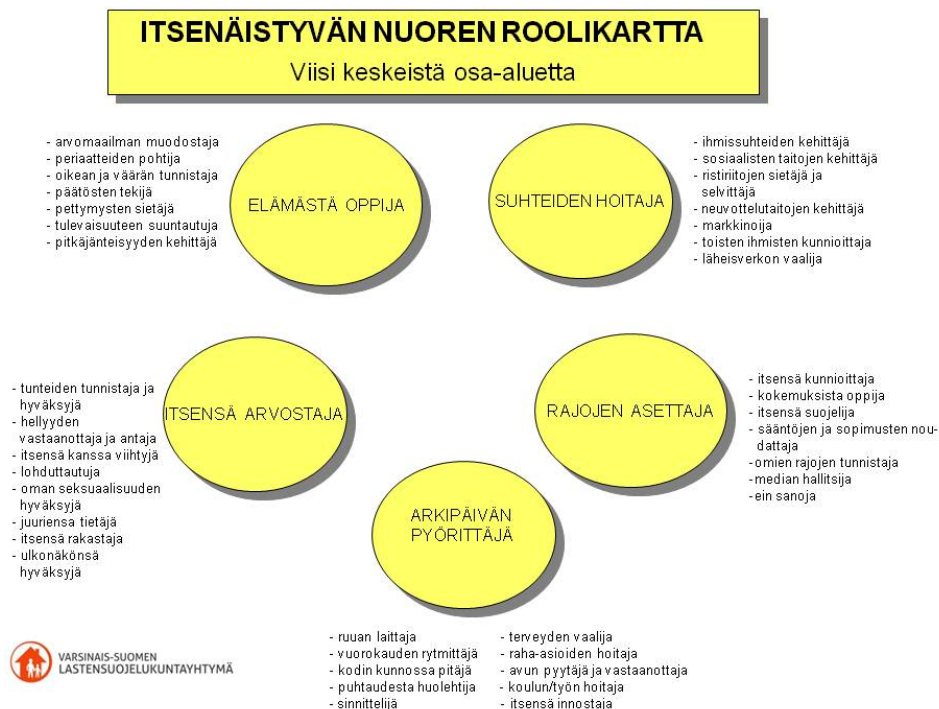 ITSENÄISTYVÄN NUOREN ROOLIKARTTA
Viisi keskeistä osa-aluetta
- arvomaailman muodostaja
- periaatteiden pohtija
- oikean ja väärän tunnistaja
- päätösten tekijä
- pettymysten sietäjä
- tulevaisuuteen suuntautuja
- pitkäjänteisyyden kehittäjä
ELÄMÄSTÄ OPPIJA
SUHTEIDEN HOITAJA
- ihmissuhteiden kehittäjä
- sosiaalisten taitojen kehittäjä
- ristiriitojen sietäjä ja
selvittäjä
- neuvottelutaitojen kehittäjä
- markkinoija
- toisten ihmisten kunnioittaja
- läheisverkon vaalija
- tunteiden tunnistaja ja
hyväksyjä
- hellyyden
vastaanottaja ja antaja
- itsensä kanssa viihtyjä
- lohduttautuja
- oman seksuaalisuuden
hyväksyjä
- juuriensa tietäjä
- itsensä rakastaja
- ulkonäkönsä
hyväksyjä
ITSENSÄ ARVOSTAJA
RAJOJEN ASETTAJA
- itsensä kunnioittaja
- kokemuksista oppija
- itsensä suojelija
- sääntöjen ja sopimusten nou-
dattaja
-omien rajojen tunnistaja
-median hallitsija
-ein sanoja
ARKIPÄIVÄN
PYÖRITTÄJÄ
- ruuan laittaja
- vuorokauden rytmittäjä
- kodin kunnossa pitäjä
- puhtaudesta huolehtija
- sinnittelijä
- terveyden vaalija
- raha-asioiden hoitaja
- avun pyytäjä ja vastaanottaja
- koulun/työn hoitaja
- itsensä innostaja
VARSINAIS-SUOMEN
LASTENSUOJELUKUNTAYHTYMÄ